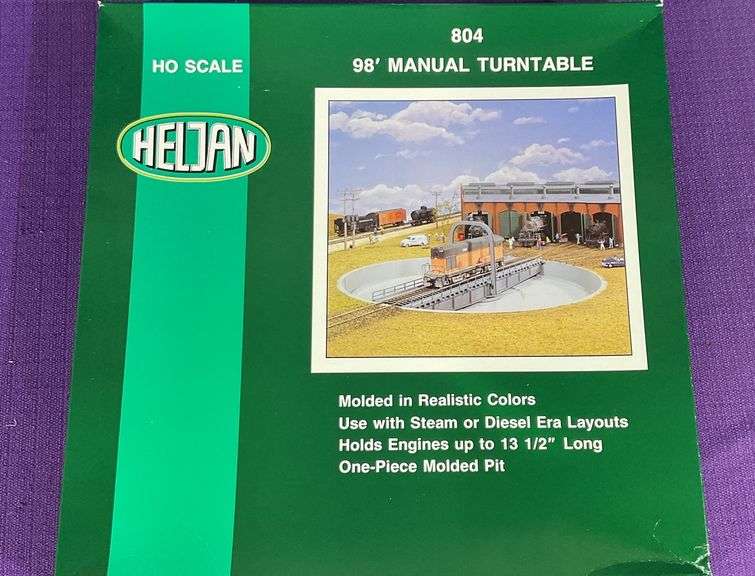 804
HO SCALE
98' MANUAL TURNTABLE
HELJAN
Molded in Realistic Colors
Use with Steam or Diesel Era Layouts
Holds Engines up to 13 1/2" Long
One-Piece Molded Pit